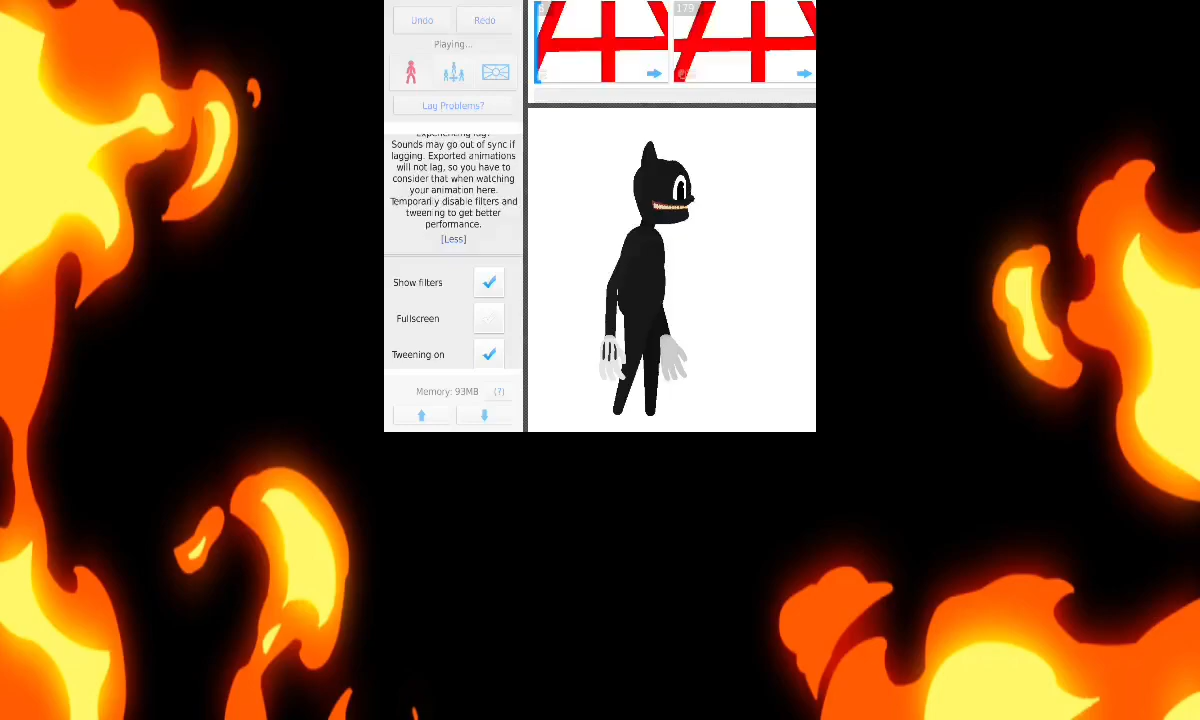 Undo
Redo
Playing...
Lag Problems?
Experiencing lag?
Sounds may go out of sync if
lagging. Exported animations
will not lag, so you have to
consider that when watching
your animation here.
Temporarily disable filters and
tweening to get better
performance.
[Less]
Show filters
Fullscreen
Tweening on
Memory: 93MB
(?)
179